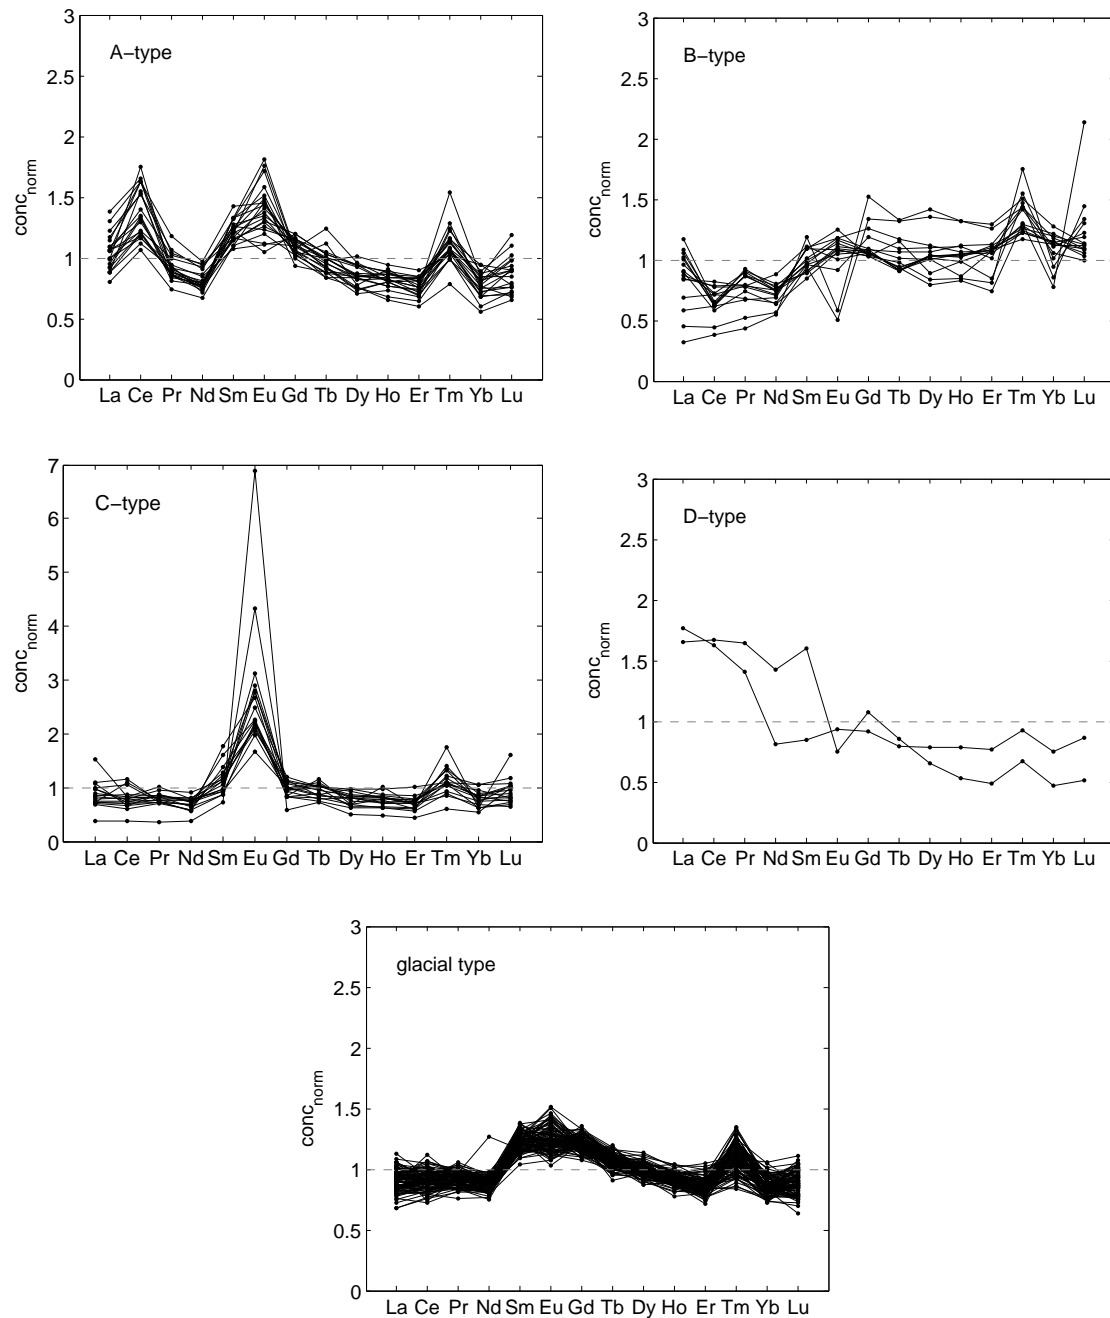 A−type
conc_norm
3
2.5
2
1.5
1
0.5
0
La Ce Pr Nd Sm Eu Gd Tb Dy Ho Er Tm Yb Lu
B−type
conc_norm
3
2.5
2
1.5
1
0.5
0
La Ce Pr Nd Sm Eu Gd Tb Dy Ho Er Tm Yb Lu
C−type
conc_norm
7
6
5
4
3
2
1
0
La Ce Pr Nd Sm Eu Gd Tb Dy Ho Er Tm Yb Lu
D−type
conc_norm
3
2.5
2
1.5
1
0.5
0
La Ce Pr Nd Sm Eu Gd Tb Dy Ho Er Tm Yb Lu
glacial type
conc_norm
3
2.5
2
1.5
1
0.5
0
La Ce Pr Nd Sm Eu Gd Tb Dy Ho Er Tm Yb Lu